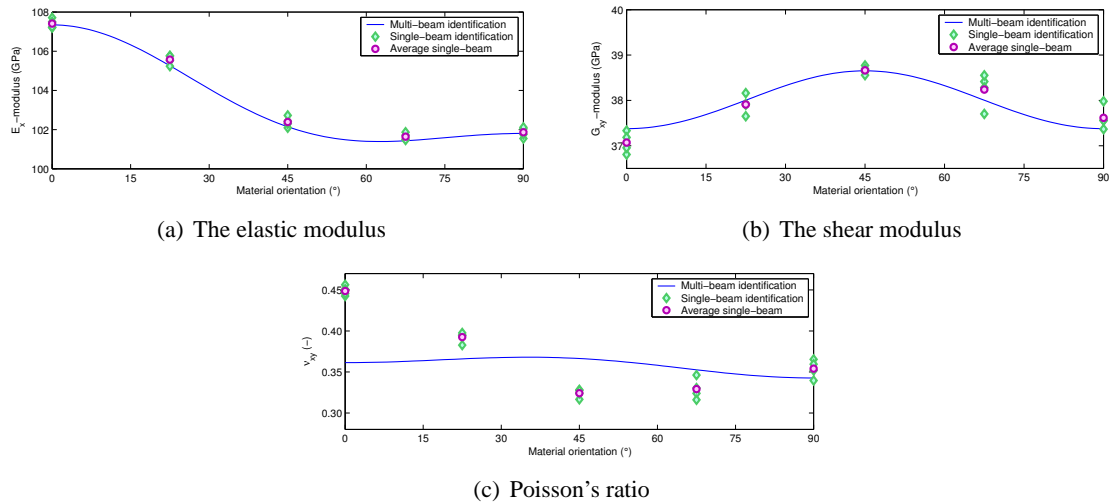 108
106
104
102
100
0
15
30
45
60
75
90
Material orientation (°)
E_x−modulus (GPa)
Multi−beam identification
Single−beam identification
Average single−beam
(a) The elastic modulus
40
39
38
37
36
0
15
30
45
60
75
90
Material orientation (°)
G_xy−modulus (GPa)
Multi−beam identification
Single−beam identification
Average single−beam
(b) The shear modulus
0.45
0.40
0.35
0.30
0
15
30
45
60
75
90
Material orientation (°)
ν_xy (−)
Multi−beam identification
Single−beam identification
Average single−beam
(c) Poisson's ratio